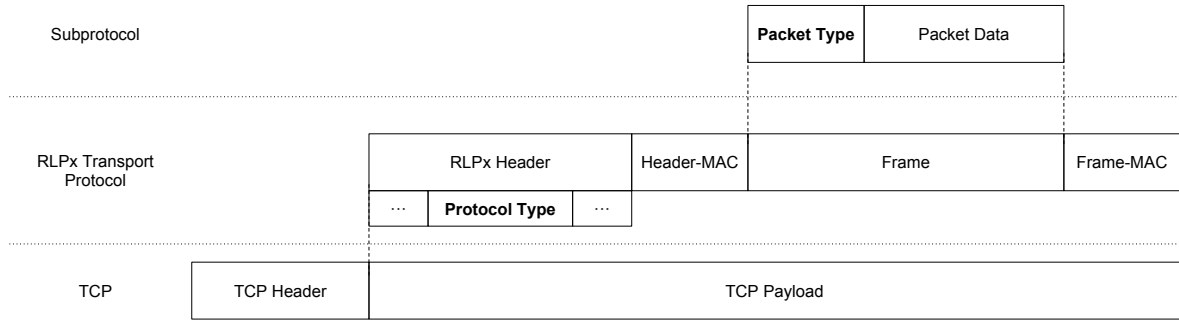 Subprotocol
Packet Type
Packet Data
RLPx Transport
Protocol
RLPx Header
Header-MAC
Frame
Frame-MAC
...
Protocol Type
...
TCP
TCP Header
TCP Payload